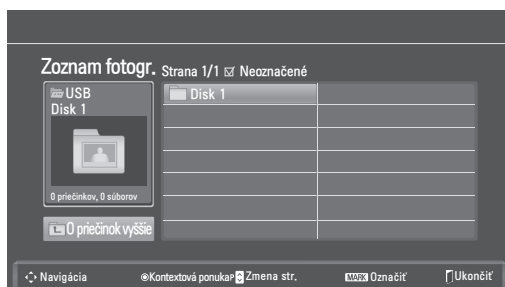 Zoznam fotogr. Strana 1/1 Neoznačené
USB
Disk 1
Disk 1
0 priečinkov, 0 súborov
O priečinok vyššie
Navigácia Kontextová ponuka P Zmena str. MARK Označiť Ukončiť